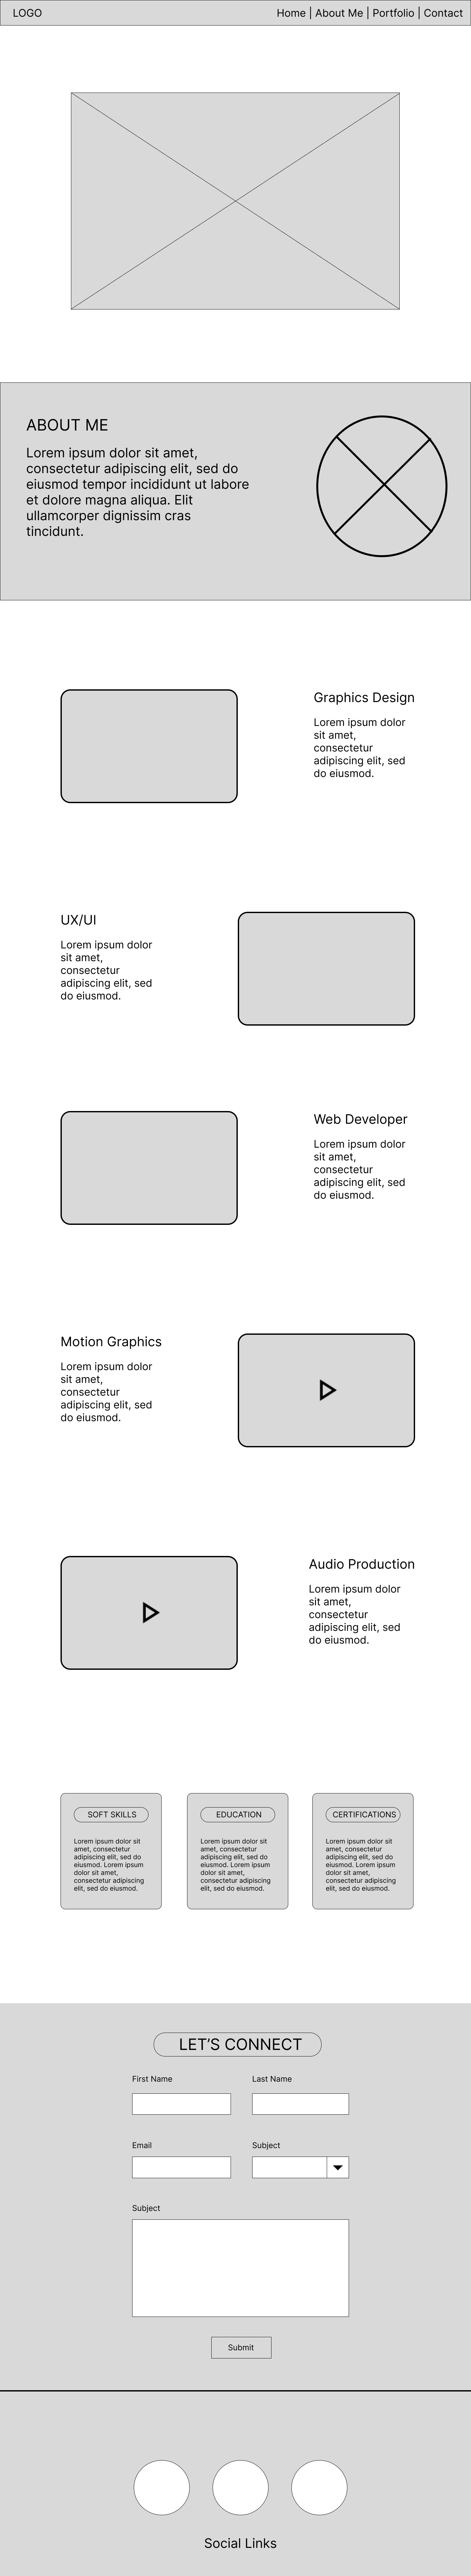 LOGO
Home | About Me | Portfolio | Contact
ABOUT ME
Lorem ipsum dolor sit amet,
consectetur adipiscing elit, sed do
eiusmod tempor incididunt ut labore
et dolore magna aliqua. Elit
ullamcorper dignissim cras
tincidunt.
Graphics Design
Lorem ipsum dolor
sit amet,
consectetur
adipiscing elit, sed
do eiusmod.
UX/UI
Lorem ipsum dolor
sit amet,
consectetur
adipiscing elit, sed
do eiusmod.
Web Developer
Lorem ipsum dolor
sit amet,
consectetur
adipiscing elit, sed
do eiusmod.
Motion Graphics
Lorem ipsum dolor
sit amet,
consectetur
adipiscing elit, sed
do eiusmod.
Audio Production
Lorem ipsum dolor
sit amet,
consectetur
adipiscing elit, sed
do eiusmod.
SOFT SKILLS
Lorem ipsum dolor sit
amet, consectetur
adipiscing elit, sed do
eiusmod. Lorem ipsum
dolor sit amet,
consectetur adipiscing
elit, sed do eiusmod.
EDUCATION
Lorem ipsum dolor sit
amet, consectetur
adipiscing elit, sed do
eiusmod. Lorem ipsum
dolor sit amet,
consectetur adipiscing
elit, sed do eiusmod.
CERTIFICATIONS
Lorem ipsum dolor sit
amet, consectetur
adipiscing elit, sed do
eiusmod. Lorem ipsum
dolor sit amet,
consectetur adipiscing
elit, sed do eiusmod.
LET’S CONNECT
First Name
Last Name
Email
Subject
Subject
Submit
Social Links